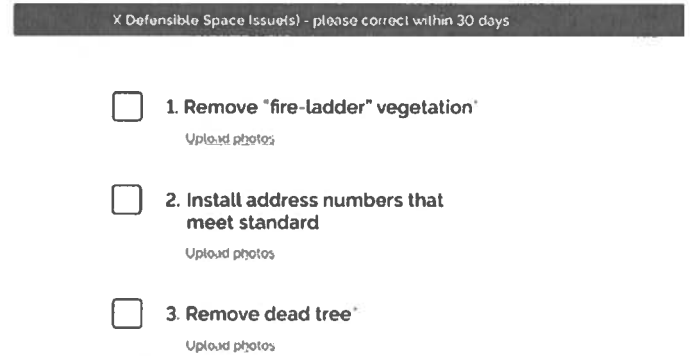 X Defensible Space Issue(s) - please correct within 30 days
1. Remove "fire-ladder" vegetation*
Upload photos
2. Install address numbers that
meet standard
Upload photos
3. Remove dead tree*
Upload photos